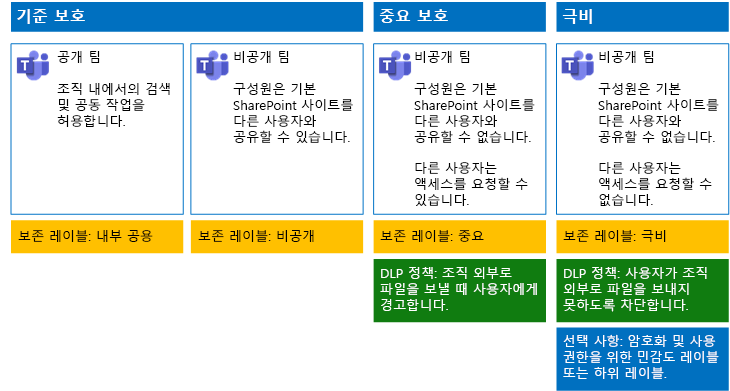 기준 보호
중요 보호
극비
공개 팀
조직 내에서의 검색
및 공동 작업을
허용합니다.
비공개 팀
구성원은 기본
SharePoint 사이트를
다른 사용자와
공유할 수 있습니다.
비공개 팀
구성원은 기본
SharePoint 사이트를
다른 사용자와
공유할 수 없습니다.
다른 사용자는
액세스를 요청할 수
있습니다.
비공개 팀
구성원은 기본
SharePoint 사이트를
다른 사용자와
공유할 수 없습니다.
다른 사용자는
액세스를 요청할 수
없습니다.
보존 레이블: 내부 공용
보존 레이블: 비공개
보존 레이블: 중요
보존 레이블: 극비
DLP 정책: 조직 외부로
파일을 보낼 때 사용자에게
경고합니다.
DLP 정책: 사용자가 조직
외부로 파일을 보내지
못하도록 차단합니다.
선택 사항: 암호화 및 사용
권한을 위한 민감도 레이블
또는 하위 레이블.